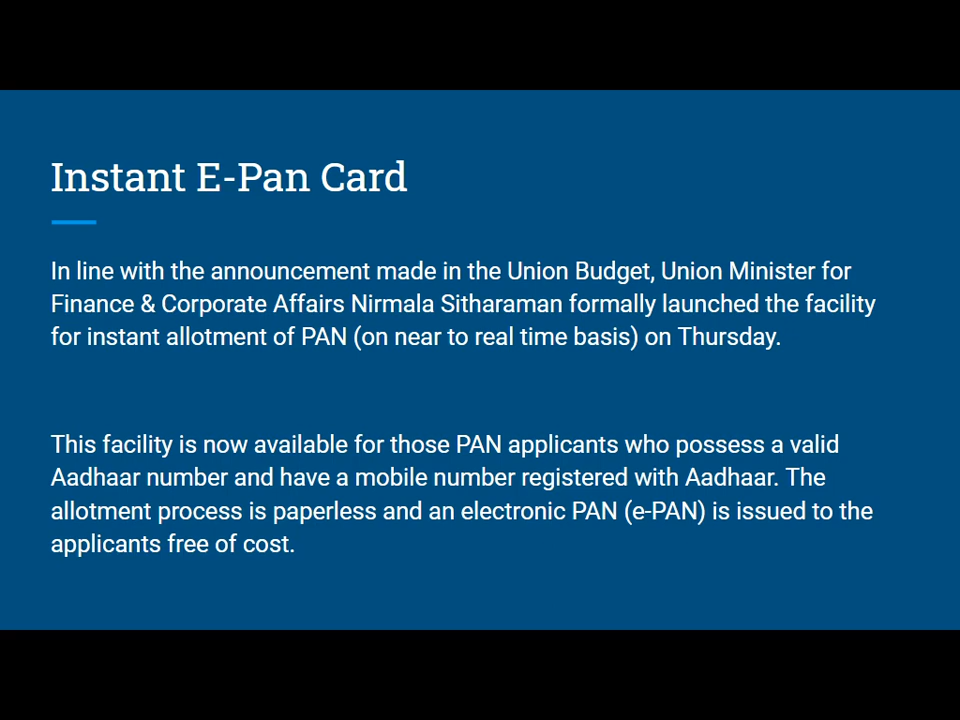 Instant E-Pan Card
In line with the announcement made in the Union Budget, Union Minister for
Finance & Corporate Affairs Nirmala Sitharaman formally launched the facility
for instant allotment of PAN (on near to real time basis) on Thursday.
This facility is now available for those PAN applicants who possess a valid
Aadhaar number and have a mobile number registered with Aadhaar. The
allotment process is paperless and an electronic PAN (e-PAN) is issued to the
applicants free of cost.